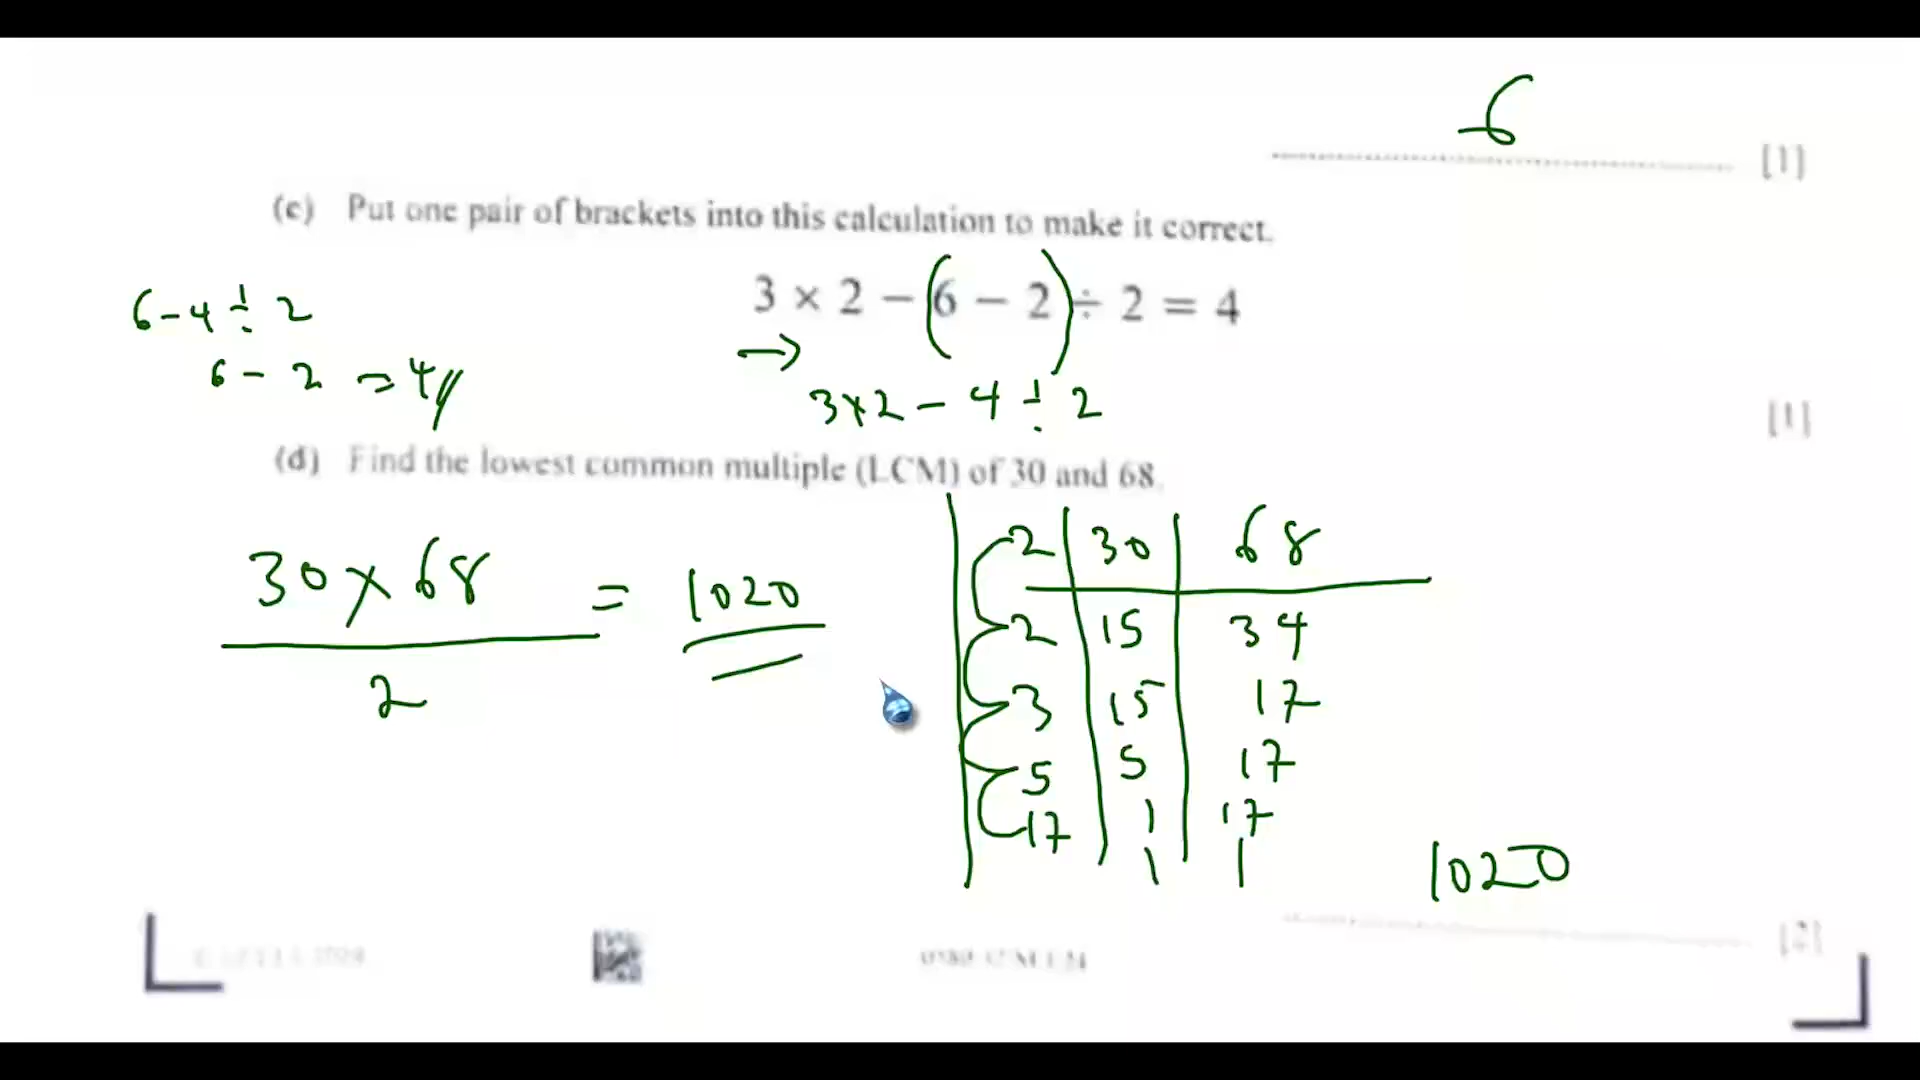 6
[1]
(c) Put one pair of brackets into this calculation to make it correct.
3 × 2 − (6 − 2) ÷ 2 = 4
6 - 4 ÷ 2
6 - 2 = 4
→ 3×2 - 4 ÷ 2
[1]
(d) Find the lowest common multiple (LCM) of 30 and 68.
30 × 68
2
= 1020
2 | 30 | 68
2 | 15 | 34
3 | 15 | 17
5 | 5 | 17
17 | 1 | 17
1 | 1
1020
[2]